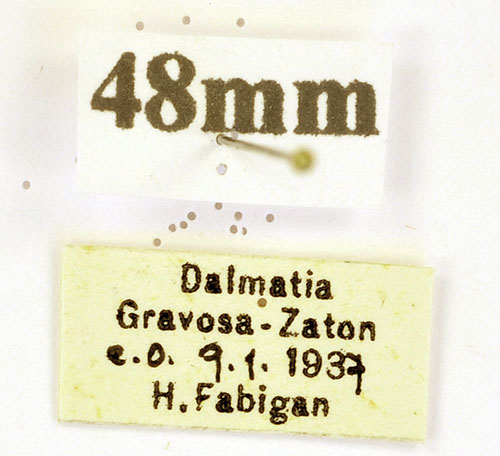 48mm
Dalmatia
Gravosa-Zaton
e.o. 9.1. 1937
H. Fabigan